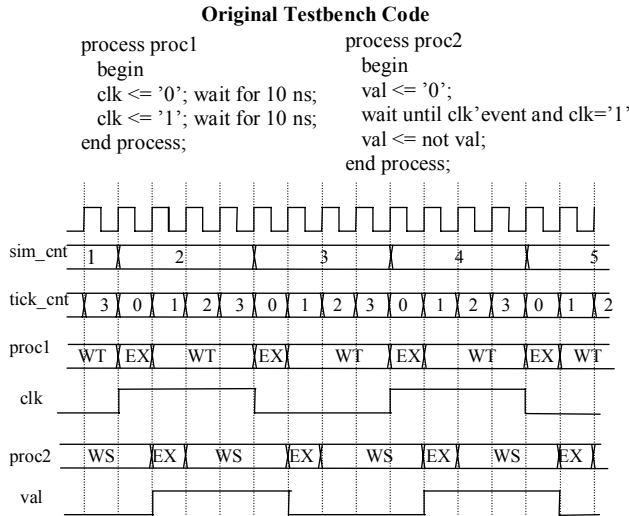 Original Testbench Code
process proc1
begin
clk <= '0'; wait for 10 ns;
clk <= '1'; wait for 10 ns;
end process;
process proc2
begin
val <= '0';
wait until clk'event and clk='1'
val <= not val;
end process;
sim_cnt 1 2 3 4 5
tick_cnt 3 0 1 2 3 0 1 2 3 0 1 2 3 0 1 2
proc1 WT EX WT EX WT EX WT EX WT
clk
proc2 WS EX WS EX WS EX WS EX
val